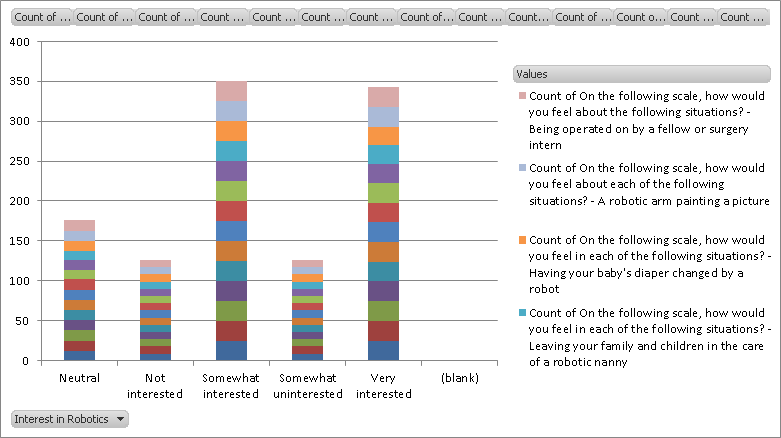 Count of ... Count of ... Count of ... Count ... Count ... Count ... Count ... Count of... Count ... Count... Count of ... Count o... Count ... Count ...
400
350
300
250
200
150
100
50
0
Neutral
Not
interested
Somewhat
interested
Somewhat
uninterested
Very
interested
(blank)
Interest in Robotics
Values
Count of On the following scale, how would
you feel about the following situations? -
Being operated on by a fellow or surgery
intern
Count of On the following scale, how would
you feel about each of the following
situations? - A robotic arm painting a picture
Count of On the following scale, how would
you feel in each of the following situations? -
Having your baby's diaper changed by a
robot
Count of On the following scale, how would
you feel in each of the following situations? -
Leaving your family and children in the care
of a robotic nanny